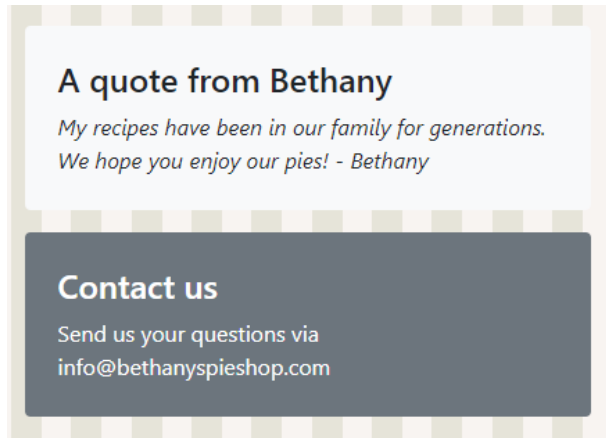 A quote from Bethany
My recipes have been in our family for generations.
We hope you enjoy our pies! - Bethany
Contact us
Send us your questions via
info@bethanyspieshop.com